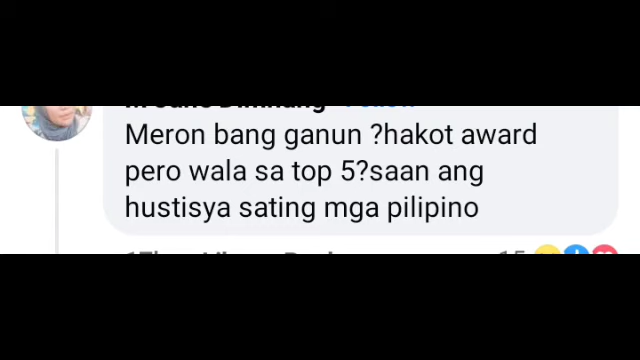 Meron bang ganun ?hakot award
pero wala sa top 5?saan ang
hustisya sating mga pilipino